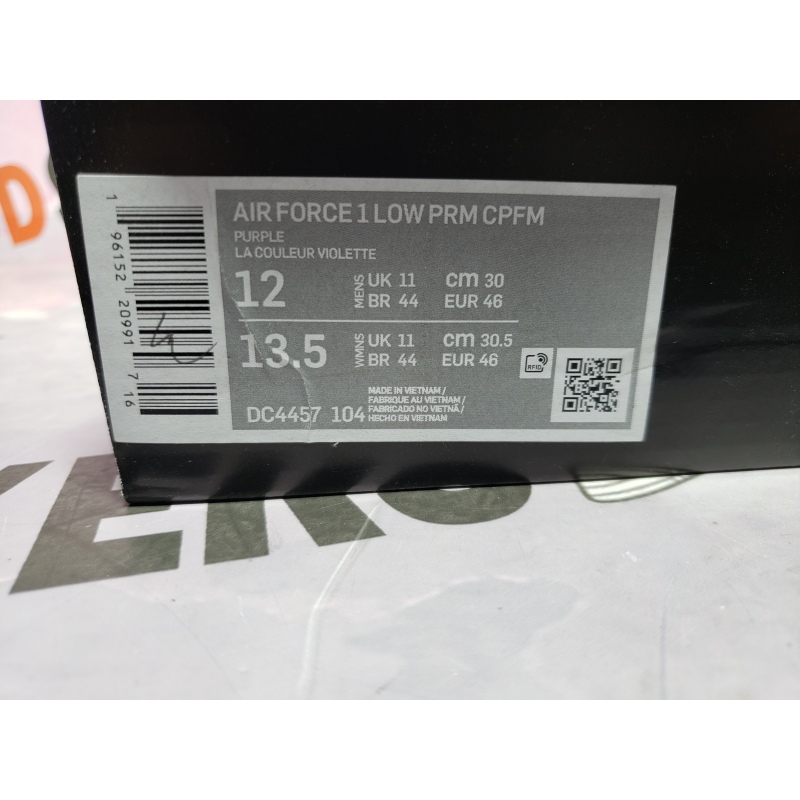 AIR FORCE 1 LOW PRM CPFM
PURPLE
LA COULEUR VIOLETTE
12 MENS UK 11 cm 30
BR 44 EUR 46
13.5 WMNS UK 11 cm 30.5
BR 44 EUR 46
RFID
DC4457 104
MADE IN VIETNAM /
FABRIQUE AU VIETNAM /
FABRICADO NO VIETNÃ /
HECHO EN VIETNAM
1 96152 20991 7 16
D
KERS